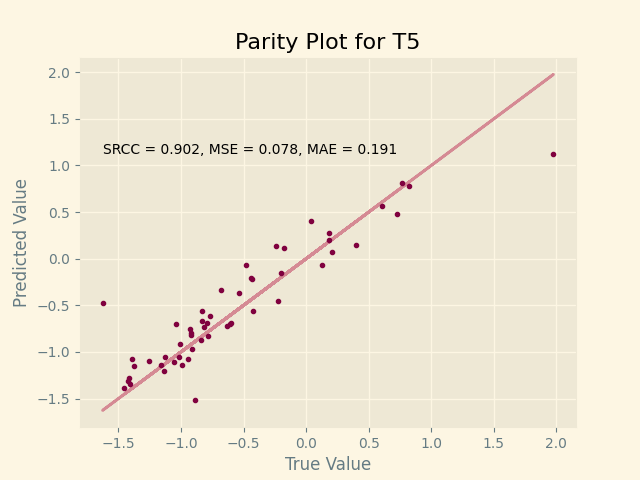 Parity Plot for T5
2.0
1.5
SRCC = 0.902, MSE = 0.078, MAE = 0.191
1.0
0.5
0.0
−0.5
−1.0
−1.5
Predicted Value
−1.5 −1.0 −0.5 0.0 0.5 1.0 1.5 2.0
True Value